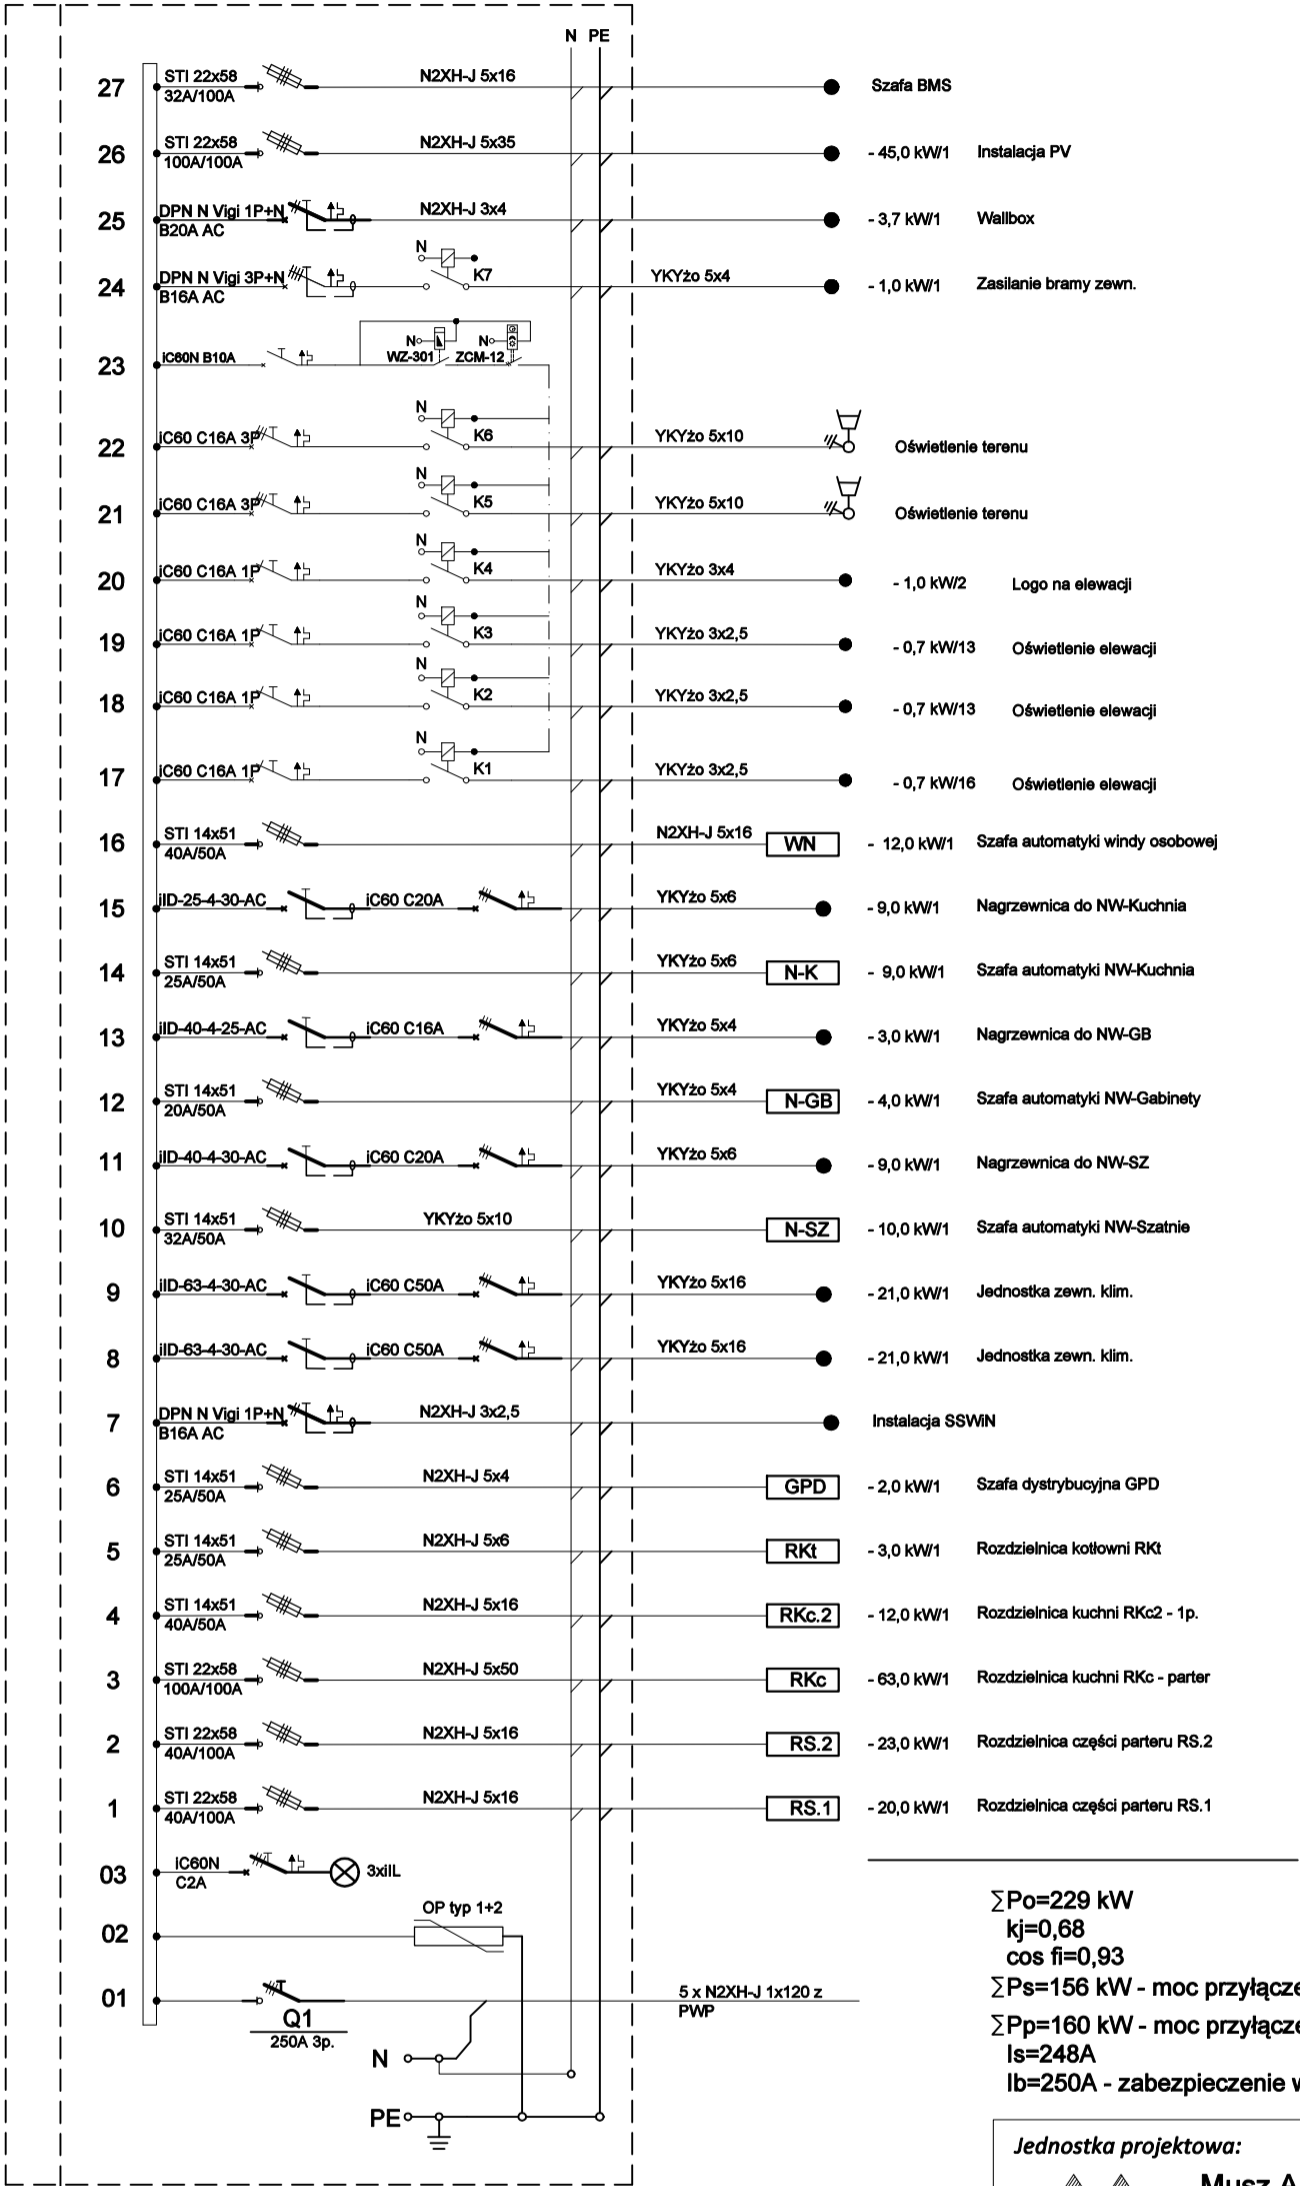 N PE
27 STI 22x58 32A/100A N2XH-J 5x16 Szafa BMS
26 STI 22x58 100A/100A N2XH-J 5x35 - 45,0 kW/1 Instalacja PV
25 DPN N Vigi 1P+N B20A AC N2XH-J 3x4 - 3,7 kW/1 Wallbox
24 DPN N Vigi 3P+N B16A AC N K7 YKYżo 5x4 - 1,0 kW/1 Zasilanie bramy zewn.
23 iC60N B10A N WZ-301 N ZCM-12
22 iC60 C16A 3P N K6 YKYżo 5x10 Oświetlenie terenu
21 iC60 C16A 3P N K5 YKYżo 5x10 Oświetlenie terenu
20 iC60 C16A 1P N K4 YKYżo 3x4 - 1,0 kW/2 Logo na elewacji
19 iC60 C16A 1P N K3 YKYżo 3x2,5 - 0,7 kW/13 Oświetlenie elewacji
18 iC60 C16A 1P N K2 YKYżo 3x2,5 - 0,7 kW/13 Oświetlenie elewacji
17 iC60 C16A 1P N K1 YKYżo 3x2,5 - 0,7 kW/16 Oświetlenie elewacji
16 STI 14x51 40A/50A N2XH-J 5x16 WN - 12,0 kW/1 Szafa automatyki windy osobowej
15 iID-25-4-30-AC iC60 C20A YKYżo 5x6 - 9,0 kW/1 Nagrzewnica do NW-Kuchnia
14 STI 14x51 25A/50A YKYżo 5x6 N-K - 9,0 kW/1 Szafa automatyki NW-Kuchnia
13 iID-40-4-25-AC iC60 C16A YKYżo 5x4 - 3,0 kW/1 Nagrzewnica do NW-GB
12 STI 14x51 20A/50A YKYżo 5x4 N-GB - 4,0 kW/1 Szafa automatyki NW-Gabinety
11 iID-40-4-30-AC iC60 C20A YKYżo 5x6 - 9,0 kW/1 Nagrzewnica do NW-SZ
10 STI 14x51 32A/50A YKYżo 5x10 N-SZ - 10,0 kW/1 Szafa automatyki NW-Szatnie
9 iID-63-4-30-AC iC60 C50A YKYżo 5x16 - 21,0 kW/1 Jednostka zewn. klim.
8 iID-63-4-30-AC iC60 C50A YKYżo 5x16 - 21,0 kW/1 Jednostka zewn. klim.
7 DPN N Vigi 1P+N B16A AC N2XH-J 3x2,5 Instalacja SSWiN
6 STI 14x51 25A/50A N2XH-J 5x4 GPD - 2,0 kW/1 Szafa dystrybucyjna GPD
5 STI 14x51 25A/50A N2XH-J 5x6 RKt - 3,0 kW/1 Rozdzielnica kotłowni RKt
4 STI 14x51 40A/50A N2XH-J 5x16 RKc.2 - 12,0 kW/1 Rozdzielnica kuchni RKc2 - 1p.
3 STI 22x58 100A/100A N2XH-J 5x50 RKc - 63,0 kW/1 Rozdzielnica kuchni RKc - parter
2 STI 22x58 40A/100A N2XH-J 5x16 RS.2 - 23,0 kW/1 Rozdzielnica części parteru RS.2
1 STI 22x58 40A/100A N2XH-J 5x16 RS.1 - 20,0 kW/1 Rozdzielnica części parteru RS.1
03 iC60N C2A 3xiIL
02 OP typ 1+2
01 Q1 250A 3p. 5 x N2XH-J 1x120 z PWP
N
PE
∑Po=229 kW
kj=0,68
cos fi=0,93
∑Ps=156 kW - moc przyłącze
∑Pp=160 kW - moc przyłącze
Is=248A
Ib=250A - zabezpieczenie w
Jednostka projektowa:
Musz A